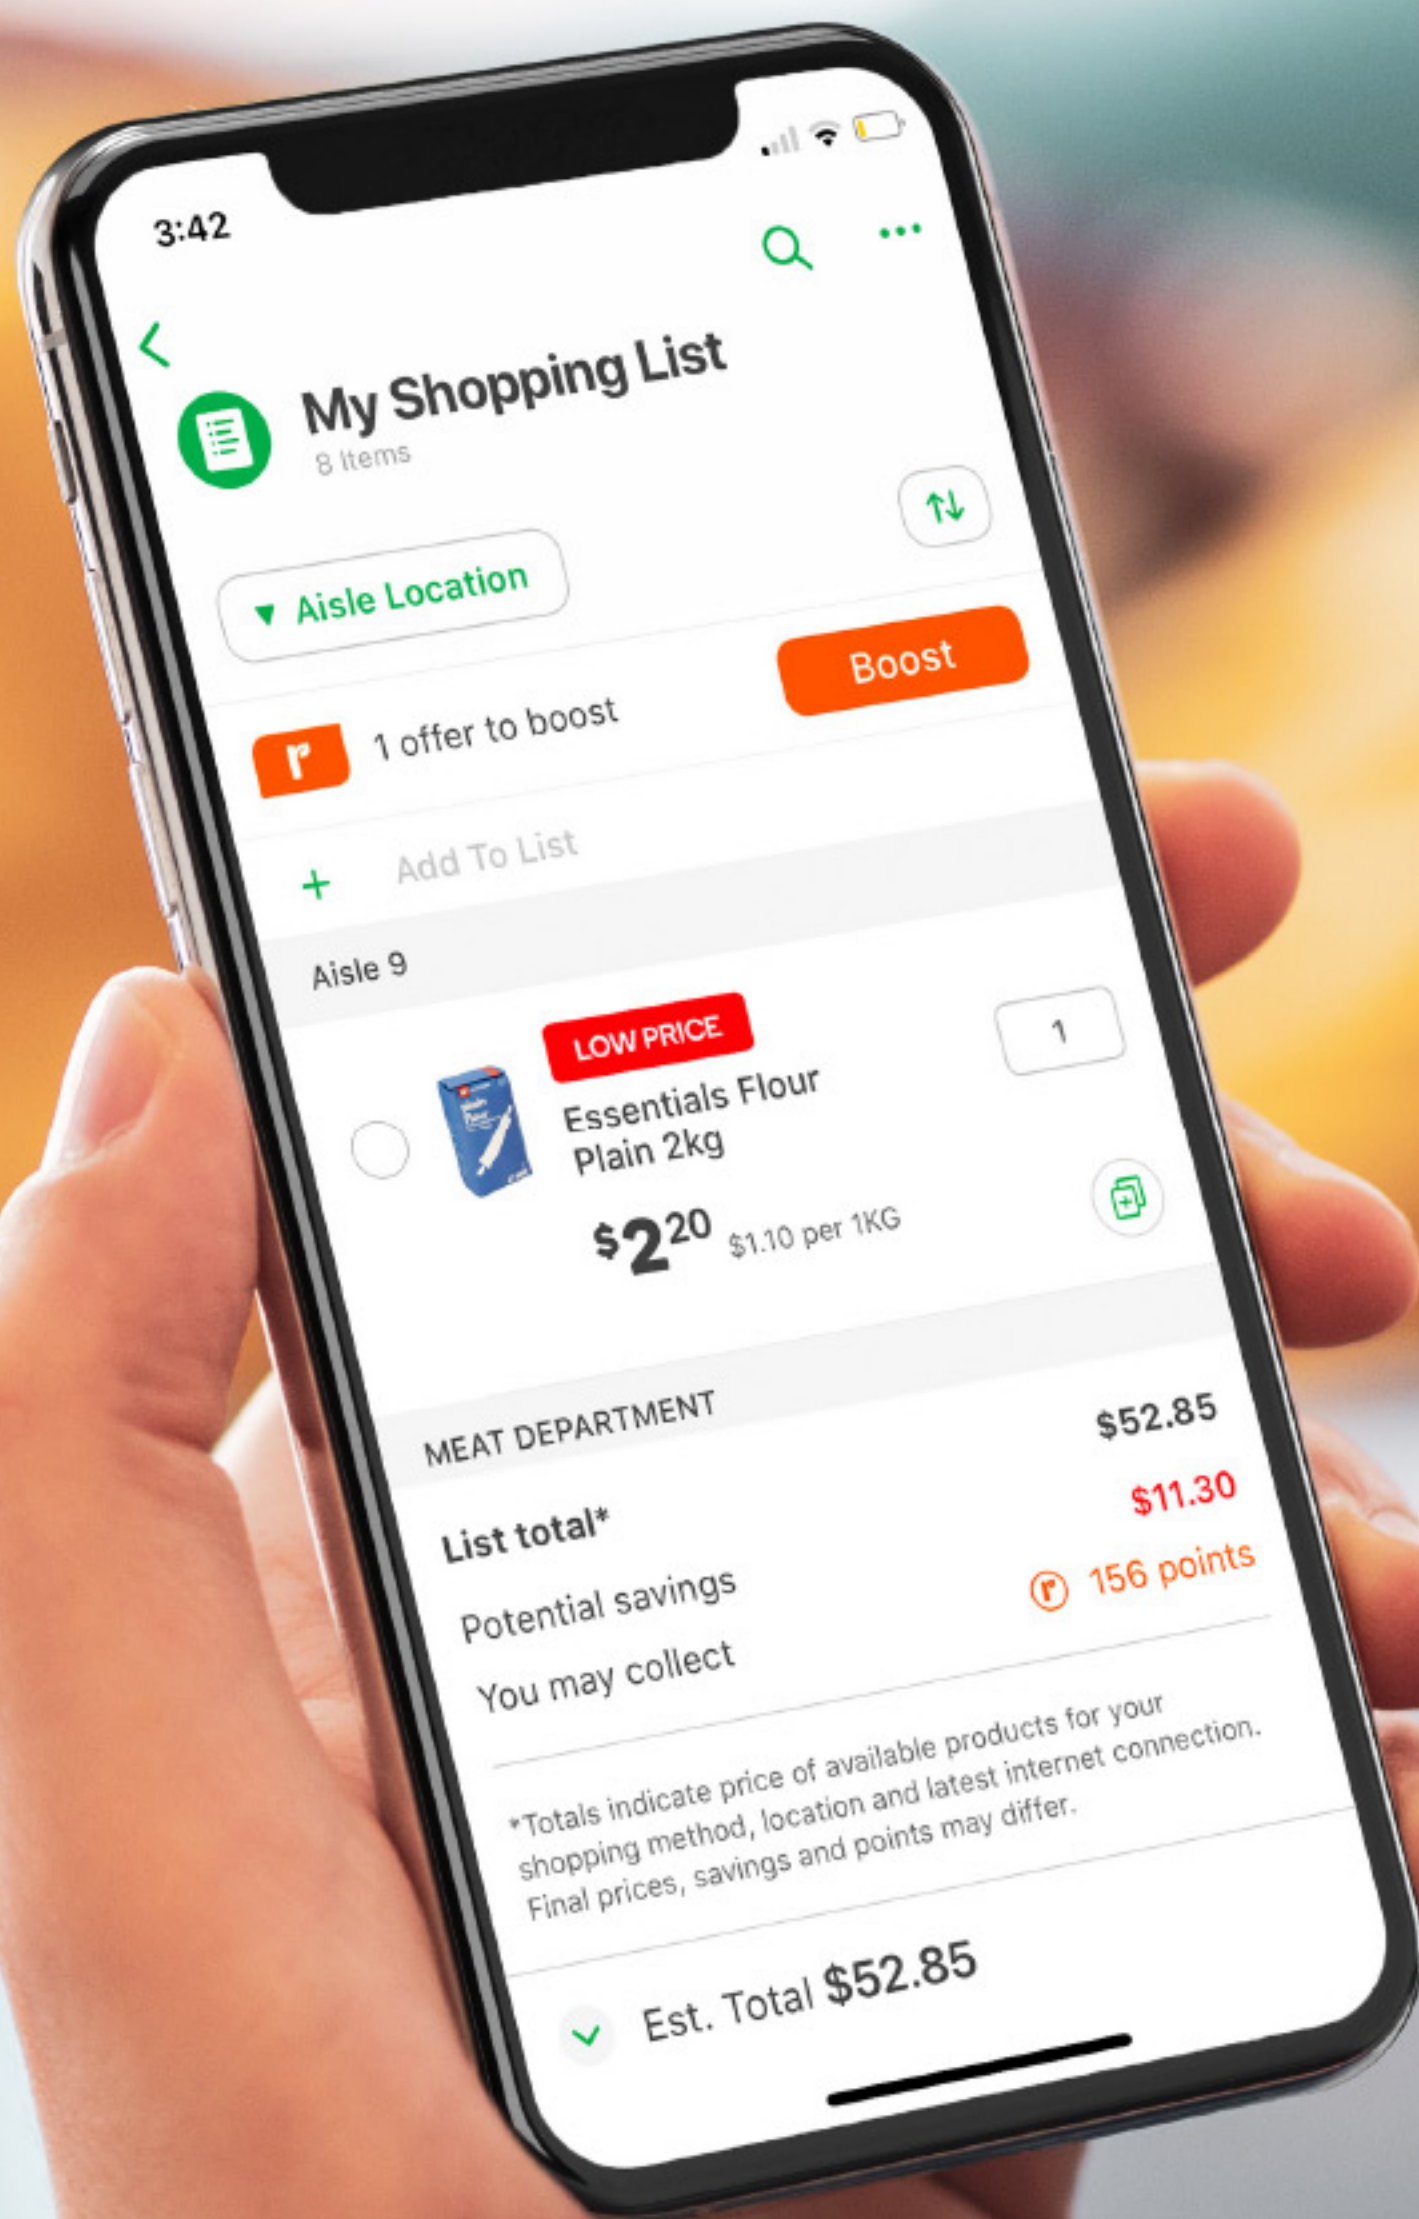 3:42
My Shopping List
8 Items
Aisle Location
1 offer to boost
Boost
Add To List
Aisle 9
LOW PRICE
1
Essentials Flour
Plain 2kg
$220 $1.10 per 1KG
MEAT DEPARTMENT
List total* $52.85
Potential savings $11.30
You may collect r 156 points
*Totals indicate price of available products for your
shopping method, location and latest internet connection.
Final prices, savings and points may differ.
Est. Total $52.85